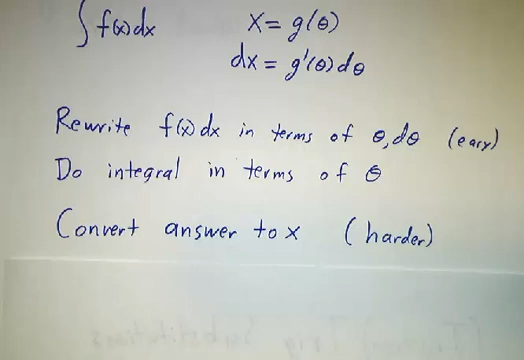 ∫ f(x) dx x = g(θ)
dx = g'(θ) dθ
Rewrite f(x) dx in terms of θ, dθ (easy)
Do integral in terms of θ
Convert answer to x (harder)